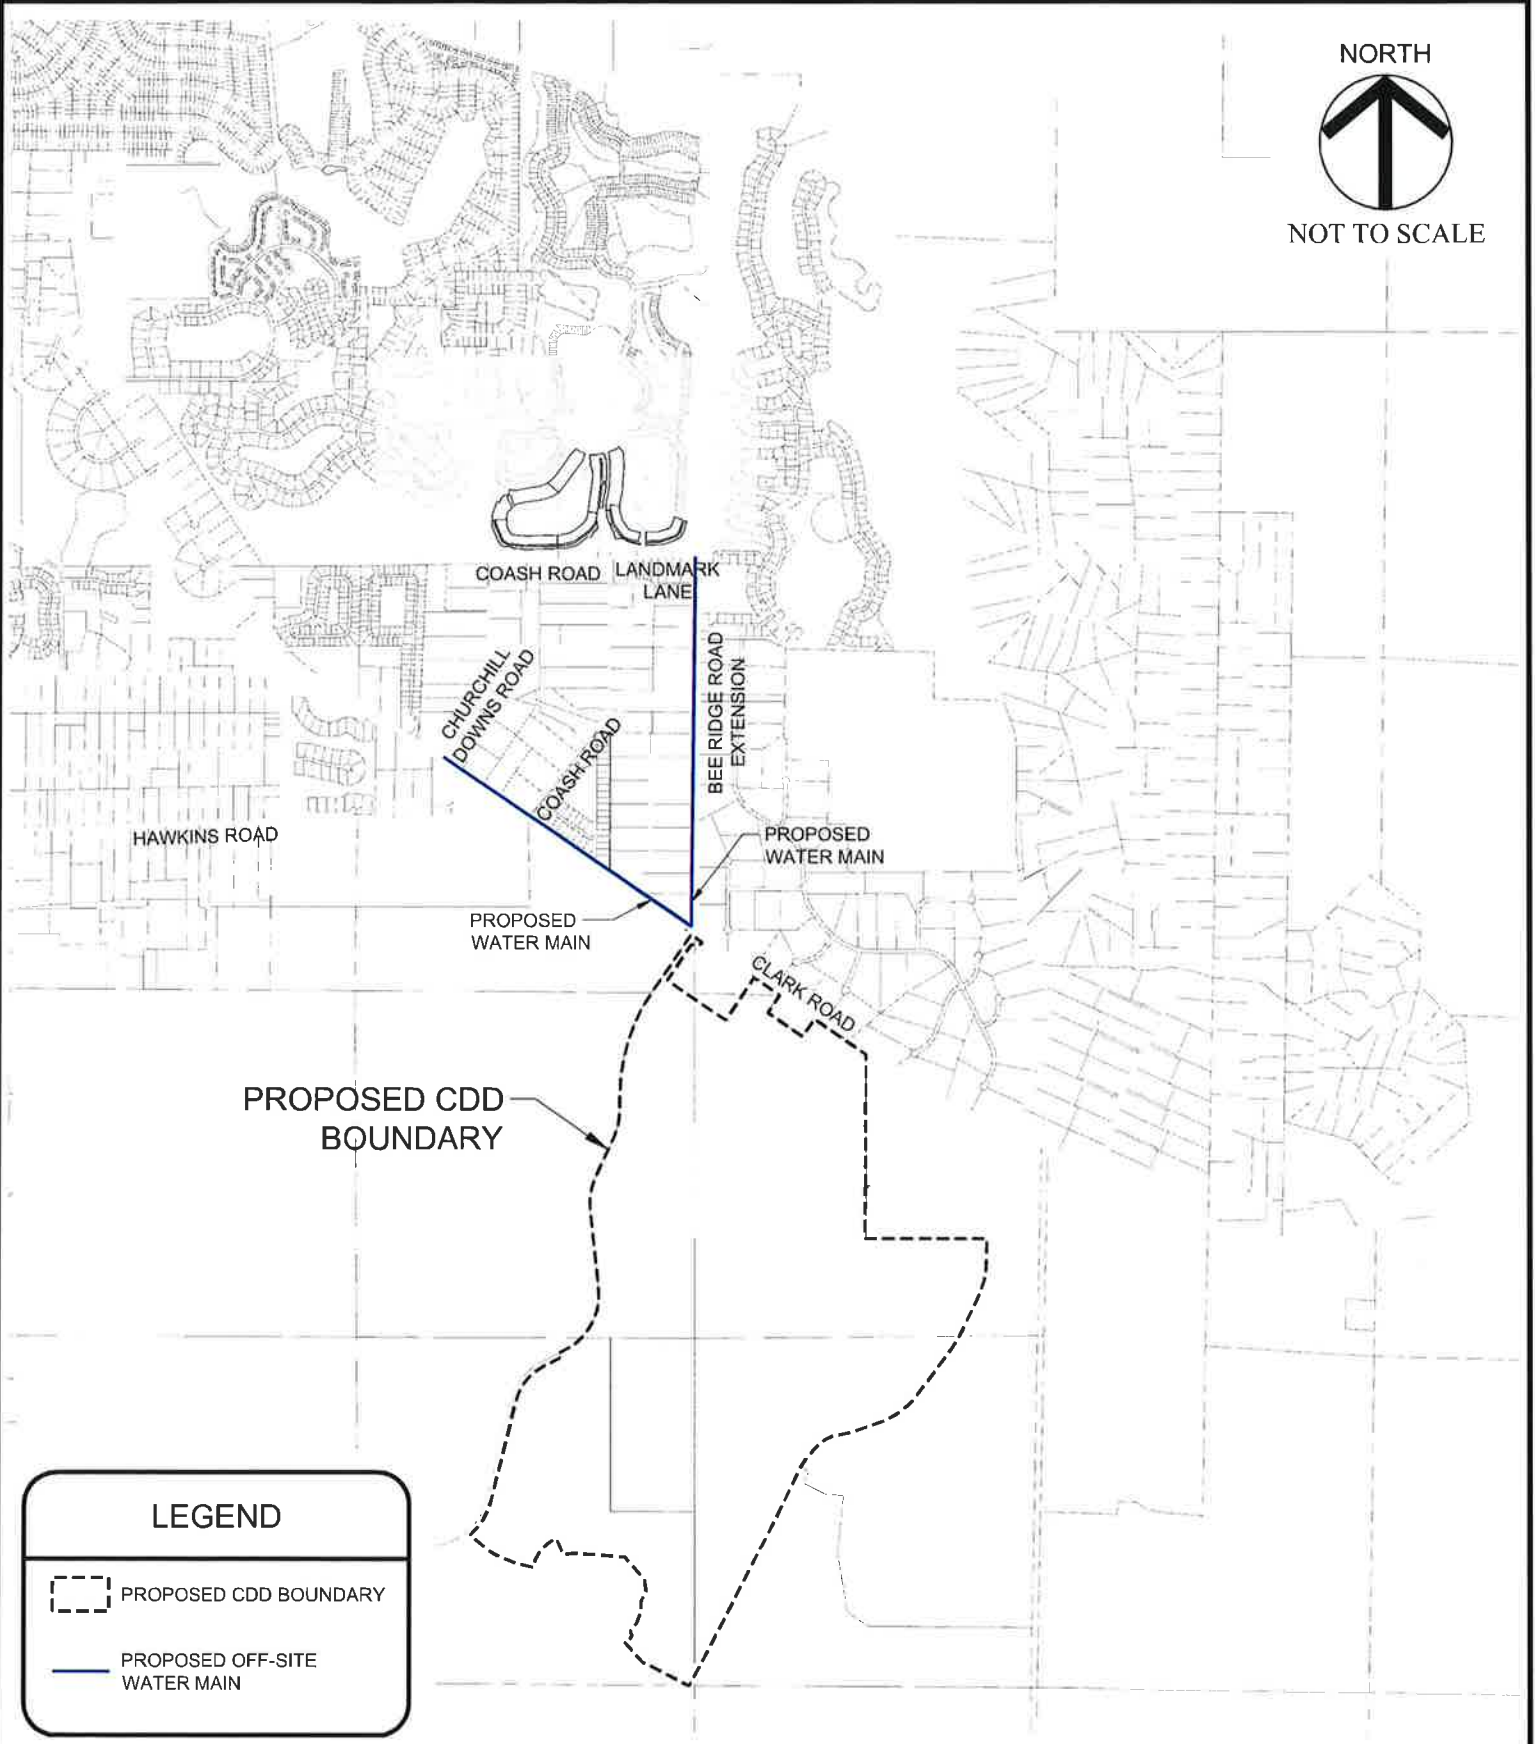 NORTH
NOT TO SCALE
COASH ROAD
LANDMARK
LANE
CHURCHILL
DOWNS ROAD
COASH ROAD
BEE RIDGE ROAD
EXTENSION
HAWKINS ROAD
PROPOSED
WATER MAIN
PROPOSED
WATER MAIN
CLARK ROAD
PROPOSED CDD
BOUNDARY
LEGEND
PROPOSED CDD BOUNDARY
PROPOSED OFF-SITE
WATER MAIN